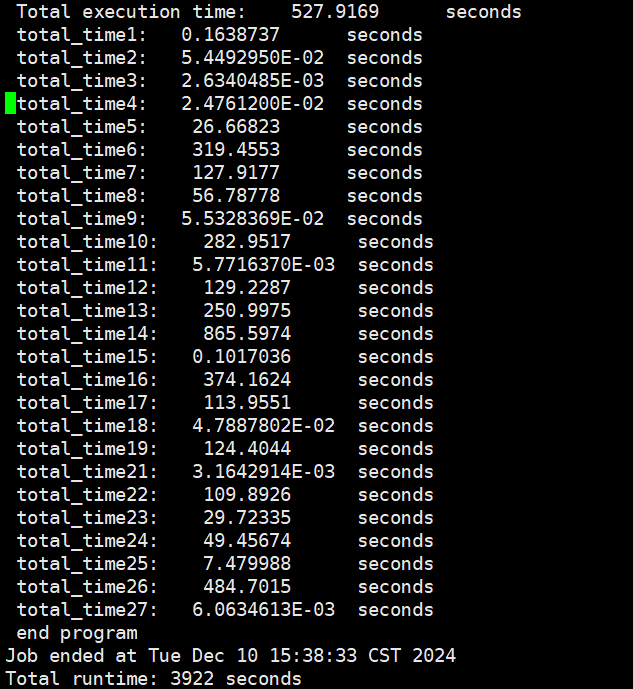 Total execution time:    527.9169      seconds
total_time1:   0.1638737      seconds
total_time2:   5.4492950E-02  seconds
total_time3:   2.6340485E-03  seconds
total_time4:   2.4761200E-02  seconds
total_time5:    26.66823      seconds
total_time6:    319.4553      seconds
total_time7:    127.9177      seconds
total_time8:    56.78778      seconds
total_time9:   5.5328369E-02  seconds
total_time10:    282.9517      seconds
total_time11:   5.7716370E-03  seconds
total_time12:    129.2287      seconds
total_time13:    250.9975      seconds
total_time14:    865.5974      seconds
total_time15:   0.1017036      seconds
total_time16:    374.1624      seconds
total_time17:    113.9551      seconds
total_time18:   4.7887802E-02  seconds
total_time19:    124.4044      seconds
total_time21:   3.1642914E-03  seconds
total_time22:    109.8926      seconds
total_time23:    29.72335      seconds
total_time24:    49.45674      seconds
total_time25:    7.479988      seconds
total_time26:    484.7015      seconds
total_time27:   6.0634613E-03  seconds
end program
Job ended at Tue Dec 10 15:38:33 CST 2024
Total runtime: 3922 seconds